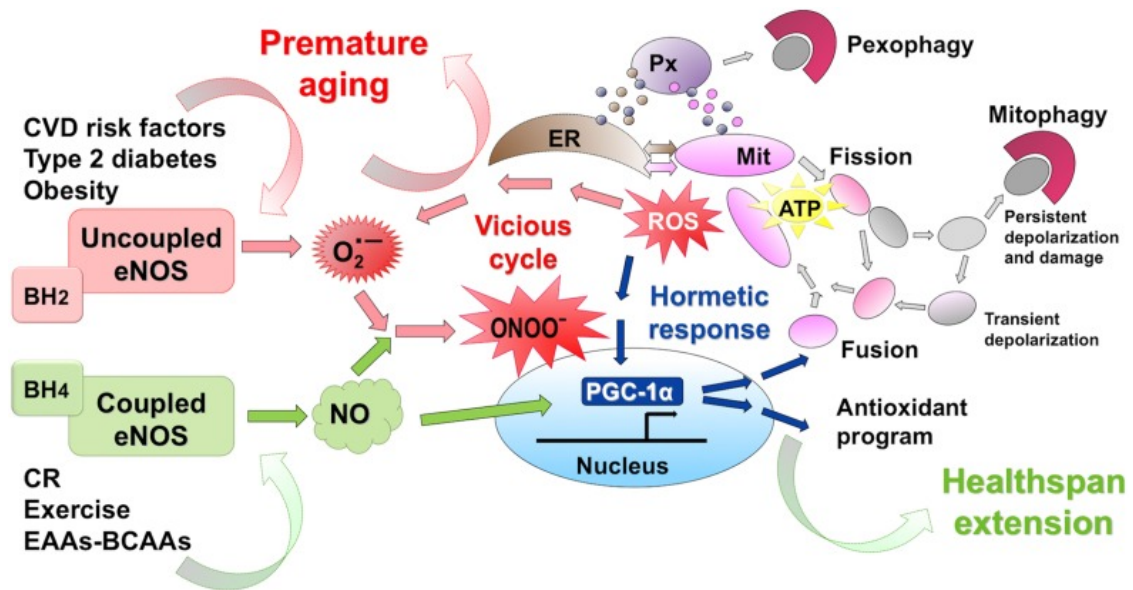 Premature
aging
Px
Pexophagy
CVD risk factors
Type 2 diabetes
Obesity
ER
Mit
Fission
Mitophagy
ATP
Persistent
depolarization
and damage
Uncoupled
eNOS
BH2
O2•−
Vicious
cycle
ROS
ONOO−
Hormetic
response
Transient
depolarization
Fusion
BH4
Coupled
eNOS
NO
PGC-1α
Nucleus
Antioxidant
program
CR
Exercise
EAAs-BCAAs
Healthspan
extension